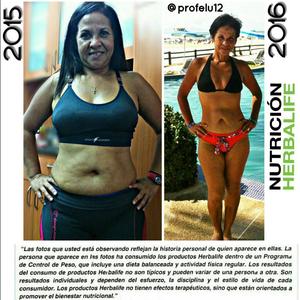 2015
@profelu12
2016
NUTRICIÓN
HERBALIFE
"Las fotos que usted está observando reflejan la historia personal de quien aparece en ellas. La
persona que aparece en las fotos ha consumido los productos Herbalife dentro de un Programa
de Control de Peso, que incluye una dieta balanceada y actividad física regular. Los resultados
del consumo de productos Herbalife no son típicos y pueden variar de una persona a otra. Son
resultados individuales y dependen del esfuerzo, la disciplina y el estilo de vida de cada
quien. Los productos Herbalife no tienen efectos terapéuticos, sino que están orientados a
promover el bienestar nutricional."